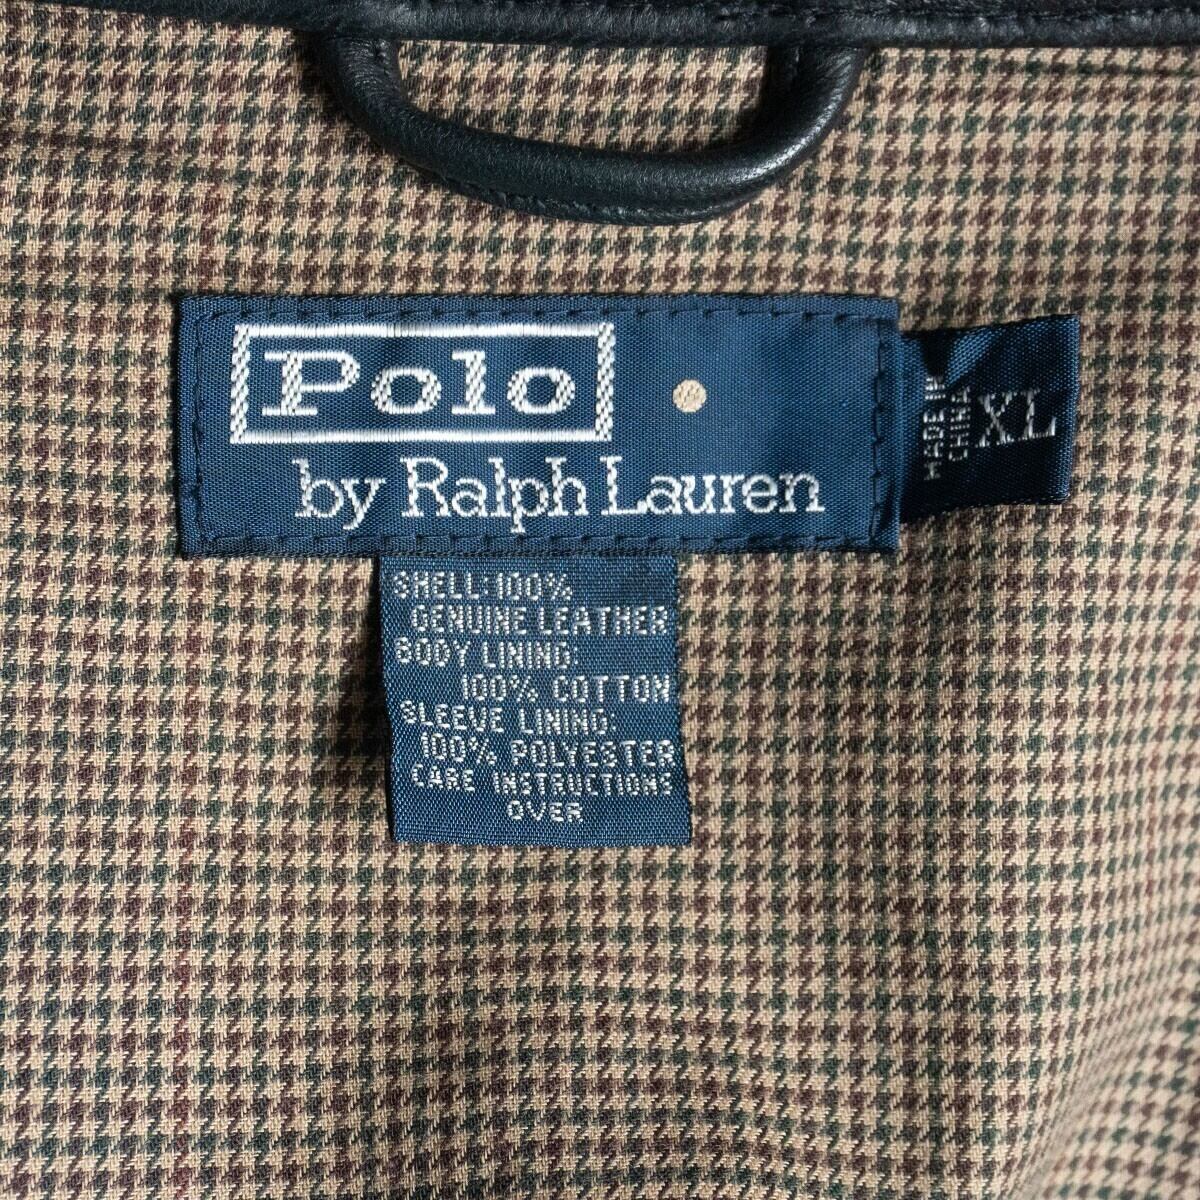 Polo
by Ralph Lauren
MADE IN
CHINA
XL
SHELL: 100%
GENUINE LEATHER
BODY LINING:
100% COTTON
SLEEVE LINING:
100% POLYESTER
CARE INSTRUCTIONS
OVER